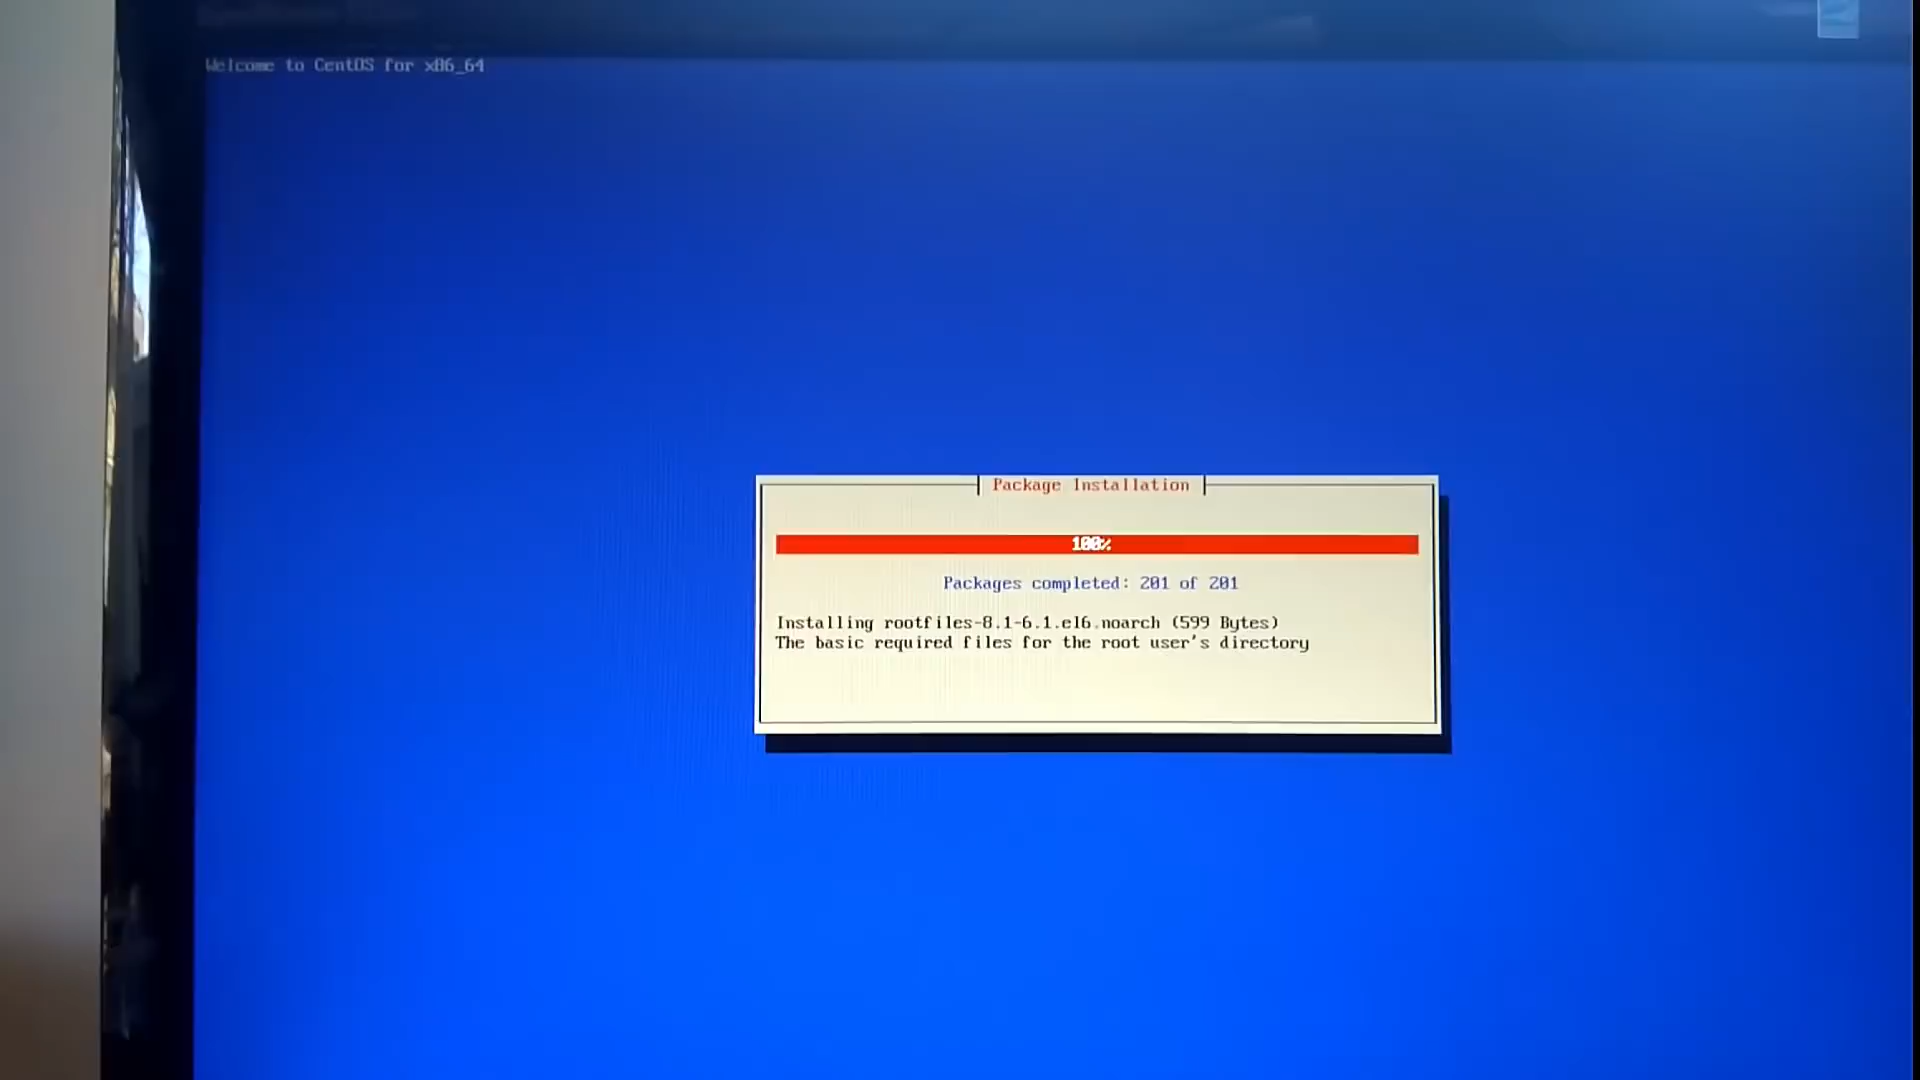 Welcome to CentOS for x86_64
Package Installation
100%
Packages completed: 201 of 201
Installing rootfiles-8.1-6.1.el6.noarch (599 Bytes)
The basic required files for the root user's directory